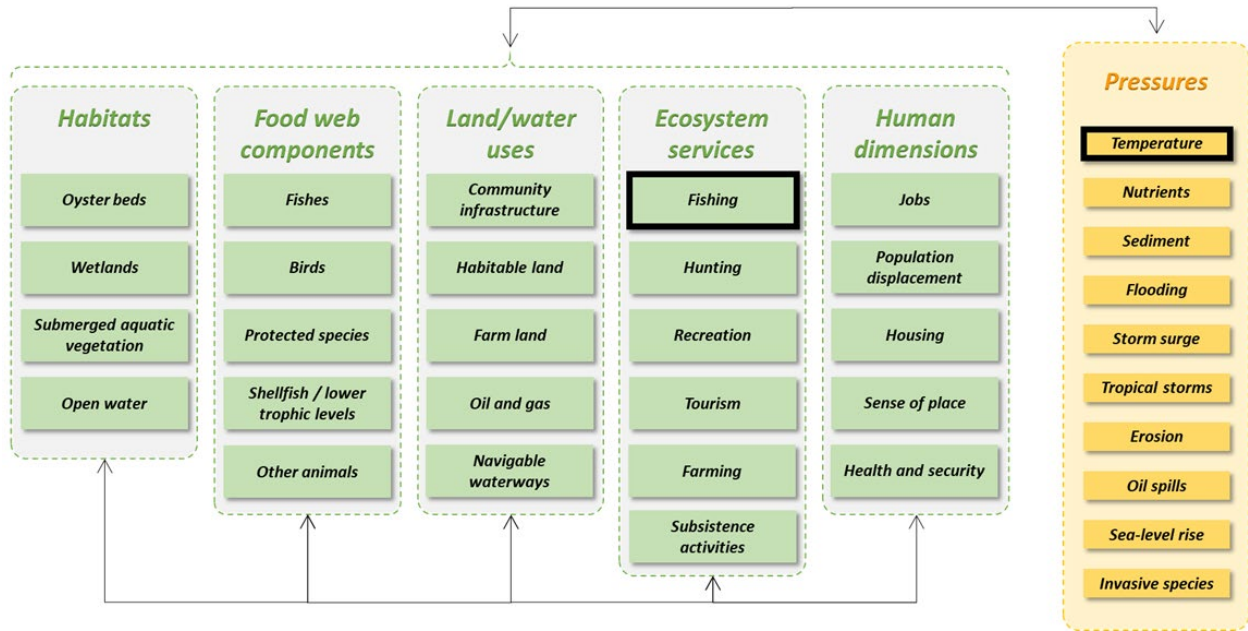 Habitats
Oyster beds
Wetlands
Submerged aquatic
vegetation
Open water
Food web
components
Fishes
Birds
Protected species
Shellfish / lower
trophic levels
Other animals
Land/water
uses
Community
infrastructure
Habitable land
Farm land
Oil and gas
Navigable
waterways
Ecosystem
services
Fishing
Hunting
Recreation
Tourism
Farming
Subsistence
activities
Human
dimensions
Jobs
Population
displacement
Housing
Sense of place
Health and security
Pressures
Temperature
Nutrients
Sediment
Flooding
Storm surge
Tropical storms
Erosion
Oil spills
Sea-level rise
Invasive species